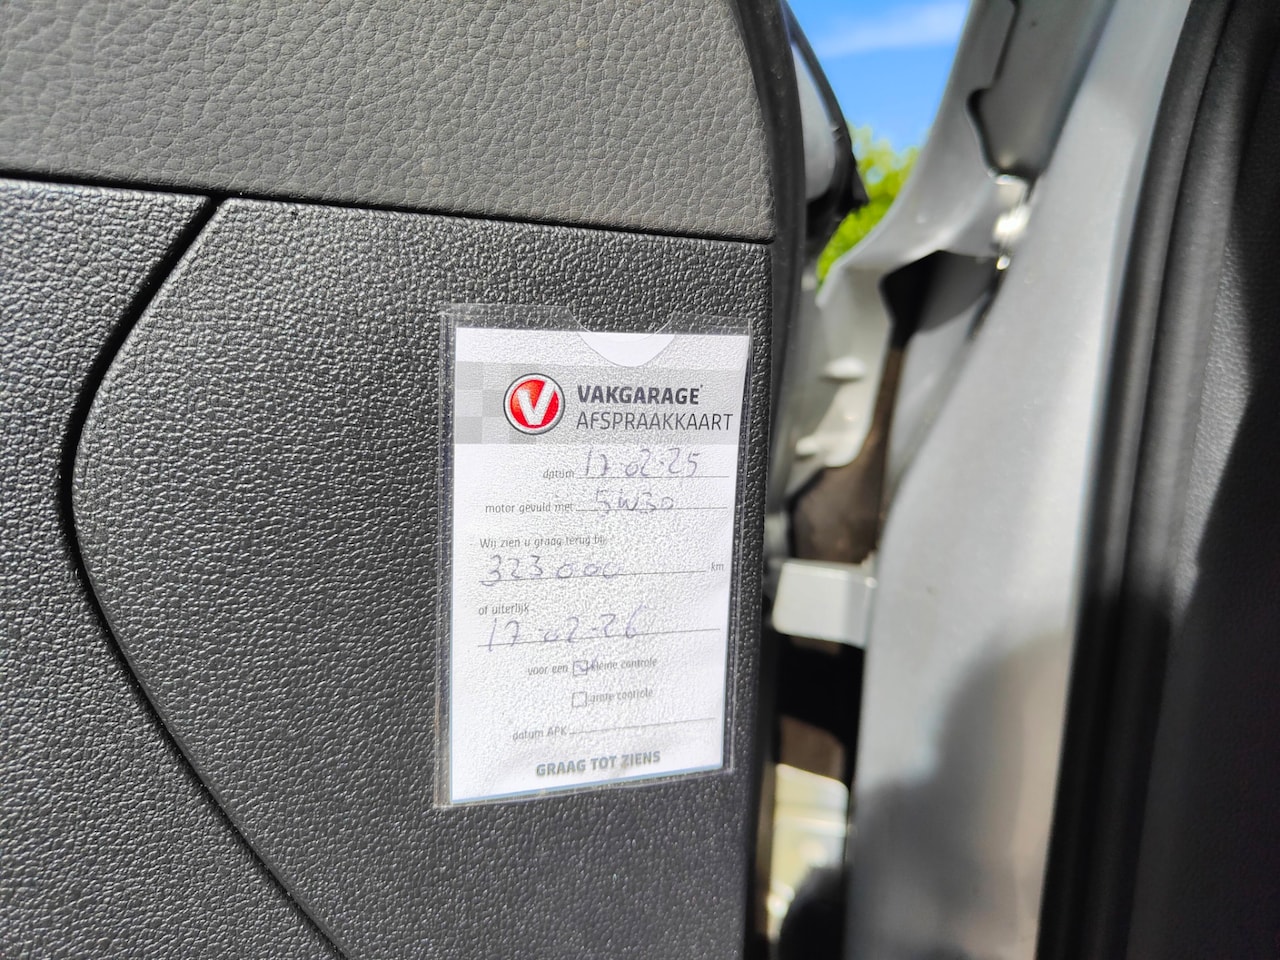 V VAKGARAGE®
AFSPRAAKKAART
datum 17-02-25
motor gevuld met 5W30
Wij zien u graag terug bij:
323000 km
of uiterlijk
17-02-26
voor een kleine controle
grote controle
datum APK
GRAAG TOT ZIENS